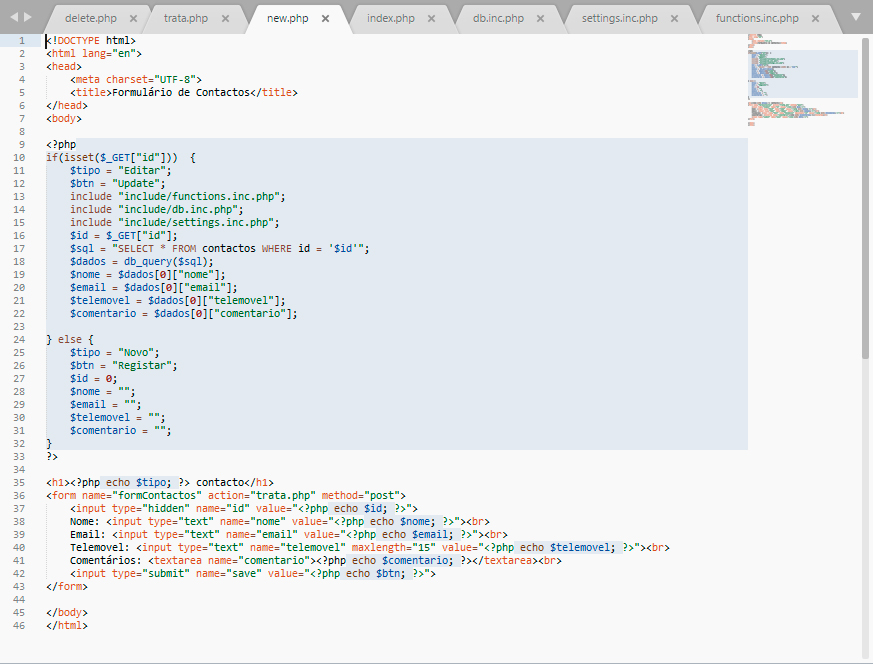 delete.php × trata.php × new.php × index.php × db.inc.php × settings.inc.php × functions.inc.php ×
1 <!DOCTYPE html>
2 <html lang="en">
3 <head>
4 <meta charset="UTF-8">
5 <title>Formulário de Contactos</title>
6 </head>
7 <body>
8
9 <?php
10 if(isset($_GET["id"])) {
11 $tipo = "Editar";
12 $btn = "Update";
13 include "include/functions.inc.php";
14 include "include/db.inc.php";
15 include "include/settings.inc.php";
16 $id = $_GET["id"];
17 $sql = "SELECT * FROM contactos WHERE id = '$id'";
18 $dados = db_query($sql);
19 $nome = $dados[0]["nome"];
20 $email = $dados[0]["email"];
21 $telemovel = $dados[0]["telemovel"];
22 $comentario = $dados[0]["comentario"];
23
24 } else {
25 $tipo = "Novo";
26 $btn = "Registar";
27 $id = 0;
28 $nome = "";
29 $email = "";
30 $telemovel = "";
31 $comentario = "";
32 }
33 ?>
34
35 <h1><?php echo $tipo; ?> contacto</h1>
36 <form name="formContactos" action="trata.php" method="post">
37 <input type="hidden" name="id" value="<?php echo $id; ?>">
38 Nome: <input type="text" name="nome" value="<?php echo $nome; ?>"><br>
39 Email: <input type="text" name="email" value="<?php echo $email; ?>"><br>
40 Telemovel: <input type="text" name="telemovel" maxlength="15" value="<?php echo $telemovel; ?>"><br>
41 Comentários: <textarea name="comentario"><?php echo $comentario; ?></textarea><br>
42 <input type="submit" name="save" value="<?php echo $btn; ?>">
43 </form>
44
45 </body>
46 </html>